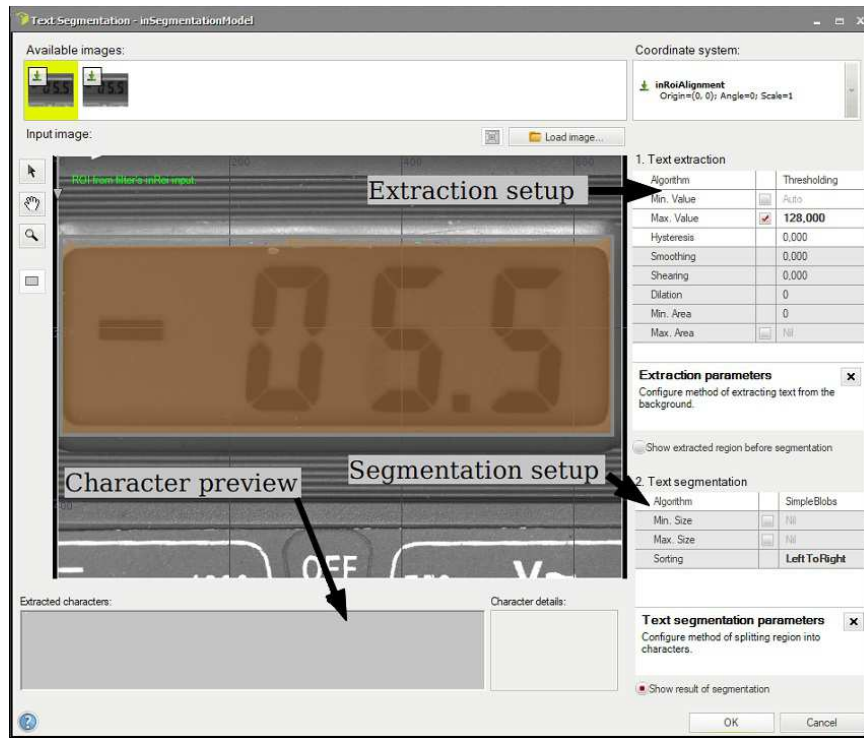 Text Segmentation - inSegmentationModel
Available images:
Coordinate system:
-05.5
-05.5
inRoiAlignment
Origin=(0, 0); Angle=0; Scale=1
Input image:
Load image...
1. Text extraction
200
400
600
ROI from filter's inRoi input.
Extraction setup
Algorithm Thresholding
Min. Value Auto
Max. Value 128,000
Hysteresis 0,000
Smoothing 0,000
Shearing 0,000
Dilation 0
Min. Area 0
Max. Area Nil
- 05.5
Extraction parameters
Configure method of extracting text from the
background.
Show extracted region before segmentation
Character preview
Segmentation setup
2. Text segmentation
Algorithm SimpleBlobs
Min. Size Nil
Max. Size Nil
Sorting LeftToRight
OFF
V~
Extracted characters:
Character details:
Text segmentation parameters
Configure method of splitting region into
characters.
Show result of segmentation
OK
Cancel